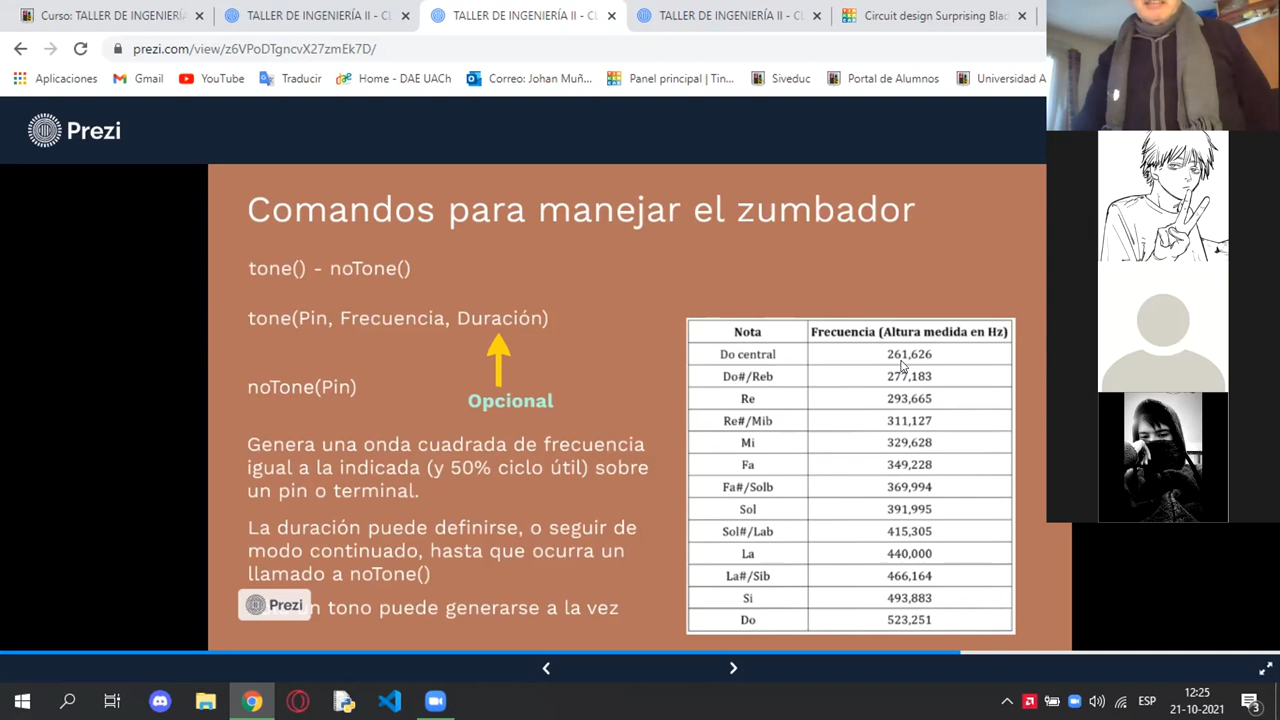 Curso: TALLER DE INGENIERÍA
TALLER DE INGENIERÍA II - CL
TALLER DE INGENIERÍA II - CL
TALLER DE INGENIERÍA II - CL
Circuit design Surprising Blad
prezi.com/view/z6VPoDTgncvX27zmEk7D/
Aplicaciones
Gmail
YouTube
Traducir
Home - DAE UACh
Correo: Johan Muñ...
Panel principal | Tin...
Siveduc
Portal de Alumnos
Universidad A
Prezi
Comandos para manejar el zumbador
tone() - noTone()
tone(Pin, Frecuencia, Duración)
noTone(Pin)
Opcional
Genera una onda cuadrada de frecuencia
igual a la indicada (y 50% ciclo útil) sobre
un pin o terminal.
La duración puede definirse, o seguir de
modo continuado, hasta que ocurra un
llamado a noTone()
n tono puede generarse a la vez
Prezi
Nota Frecuencia (Altura medida en Hz)
Do central 261,626
Do#/Reb 277,183
Re 293,665
Re#/Mib 311,127
Mi 329,628
Fa 349,228
Fa#/Solb 369,994
Sol 391,995
Sol#/Lab 415,305
La 440,000
La#/Sib 466,164
Si 493,883
Do 523,251
ESP
12:25
21-10-2021
3